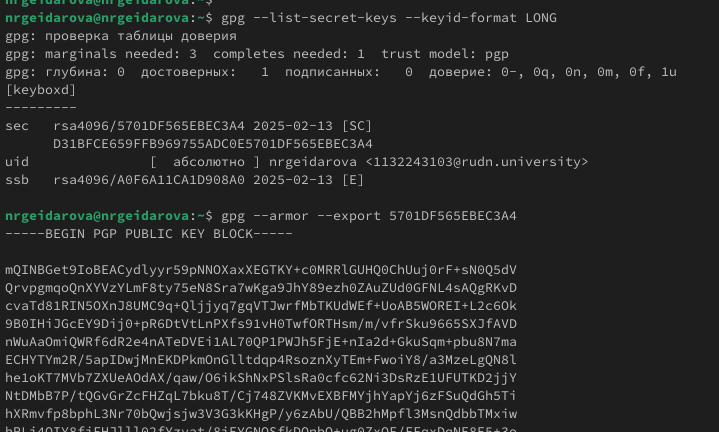 nrgeidarova@nrgeidarova:~$
nrgeidarova@nrgeidarova:~$ gpg --list-secret-keys --keyid-format LONG
gpg: проверка таблицы доверия
gpg: marginals needed: 3  completes needed: 1  trust model: pgp
gpg: глубина: 0  достоверных:   1  подписанных:   0  доверие: 0-, 0q, 0n, 0m, 0f, 1u
[keyboxd]
---------
sec   rsa4096/5701DF565EBEC3A4 2025-02-13 [SC]
      D31BFCE659FFB969755ADC0E5701DF565EBEC3A4
uid              [  абсолютно ] nrgeidarova <1132243103@rudn.university>
ssb   rsa4096/A0F6A11CA1D908A0 2025-02-13 [E]
nrgeidarova@nrgeidarova:~$ gpg --armor --export 5701DF565EBEC3A4
-----BEGIN PGP PUBLIC KEY BLOCK-----
mQINBGet9IoBEACydlyyr59pNNOXaxXEGTKY+c0MRRlGUHQ0ChUuj0rF+sN0Q5dV
QrvpgmqoQnXYVzYLmF8ty75eN8Sra7wKga9JhY89ezh0ZAuZUd0GFNL4sAQgRKvD
cvaTd81RIN5OXnJ8UMC9q+Qljjyq7gqVTJwrfMbTKUdWEf+UoAB5WOREI+L2c6Ok
9B0IHiJGcEY9Dij0+pR6DtVtLnPXfs91vH0TwfORTHsm/m/vfrSku9665SXJfAVD
nWuAaOmiQWRf6dR2e4nATeDVEi1AL70QP1PWJh5FjE+nIa2d+GkuSqm+pbu8N7ma
ECHYTYm2R/5apIDwjMnEKDPkmOnGlltdqp4RsoznXyTEm+FwoiY8/a3MzeLgQN8l
he1oKT7MVb7ZXUeAOdAX/qaw/O6ikShNxPSlsRa0cfc62Ni3DsRzE1UFUTKD2jjY
NtDMbB7P/tQGvGrZcFHZqL7bku8T/Cj748ZVKMvEXBFMYjhYapYj6zFSuQdGh5Ti
hXRmvfp8bphL3Nr70bQwjsjw3V3G3kKHgP/y6zAbU/QBB2hMpfl3MsnQdbbTMxiw